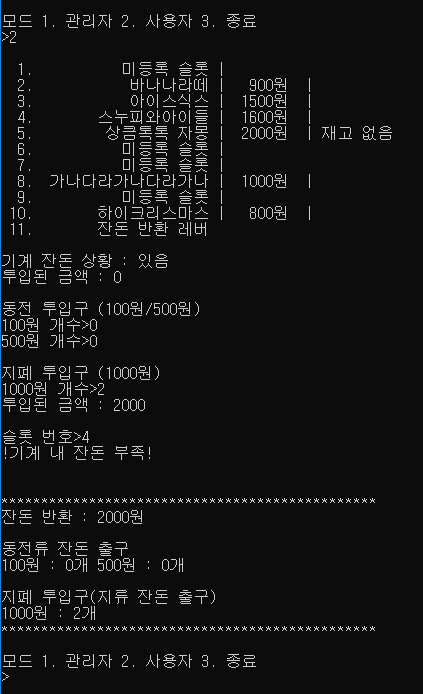 모드 1. 관리자 2. 사용자 3. 종료
>2
1. 미등록 슬롯 |
2. 바나나라떼 | 900원 |
3. 아이스식스 | 1500원 |
4. 스누피와아이들 | 1600원 |
5. 상큼톡톡 자몽 | 2000원 | 재고 없음
6. 미등록 슬롯 |
7. 미등록 슬롯 |
8. 가나다라가나다라가나 | 1000원 |
9. 미등록 슬롯 |
10. 하이크리스마스 | 800원 |
11. 잔돈 반환 레버
기계 잔돈 상황 : 있음
투입된 금액 : 0
동전 투입구 (100원/500원)
100원 개수>0
500원 개수>0
지폐 투입구 (1000원)
1000원 개수>2
투입된 금액 : 2000
슬롯 번호>4
!기계 내 잔돈 부족!
***********************************************
잔돈 반환 : 2000원
동전류 잔돈 출구
100원 : 0개 500원 : 0개
지폐 투입구(지류 잔돈 출구)
1000원 : 2개
***********************************************
모드 1. 관리자 2. 사용자 3. 종료
>